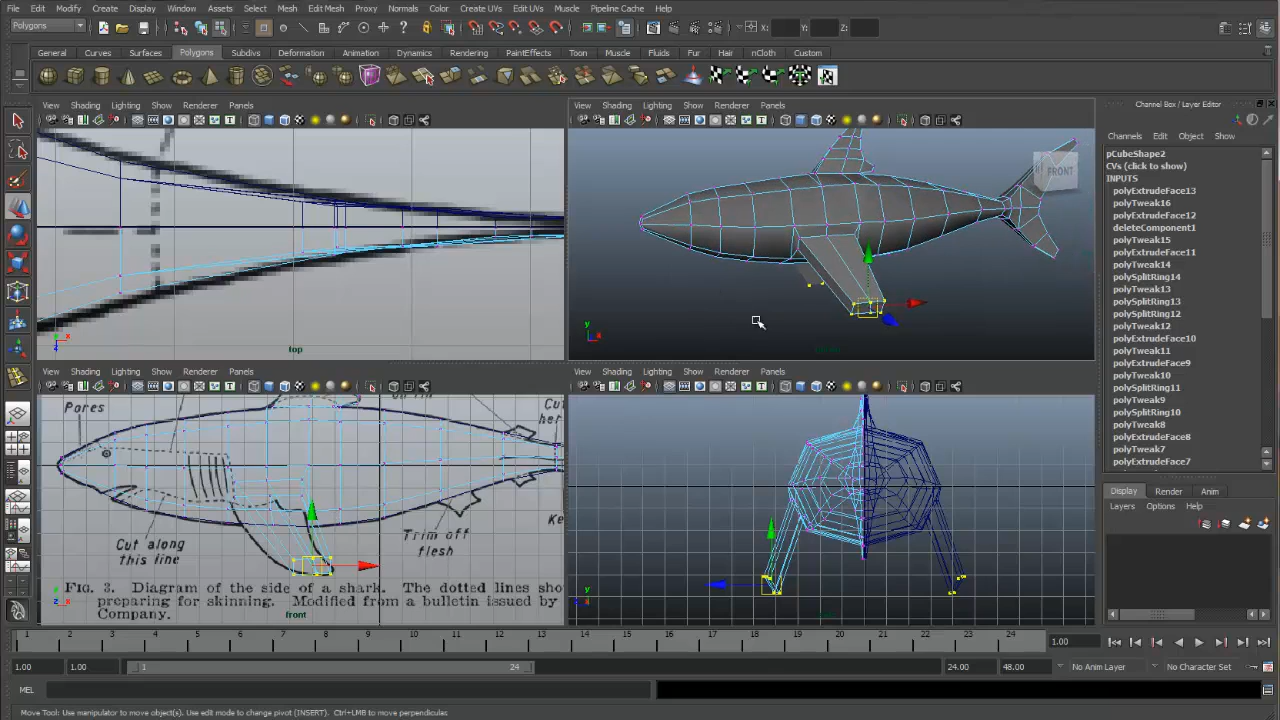 File Edit Modify Create Display Window Assets Select Mesh Edit Mesh Proxy Normals Color Create UVs Edit UVs Muscle Pipeline Cache Help
Polygons X: Y: Z:
General Curves Surfaces Polygons Subdivs Deformation Animation Dynamics Rendering PaintEffects Toon Muscle Fluids Fur Hair nCloth Custom
View Shading Lighting Show Renderer Panels
View Shading Lighting Show Renderer Panels
Channel Box / Layer Editor
Channels Edit Object Show
pCubeShape2
CVs (click to show)
INPUTS
polyExtrudeFace13
polyTweak16
polyExtrudeFace12
deleteComponent1
polyTweak15
polyExtrudeFace11
polyTweak14
polySplitRing14
polyTweak13
polySplitRing13
polySplitRing12
polyTweak12
polyExtrudeFace10
polyTweak11
polyExtrudeFace9
polyTweak10
polySplitRing11
polyTweak9
polySplitRing10
polyTweak8
polyExtrudeFace8
polyTweak7
polyExtrudeFace7
FRONT
y
x
top
View Shading Lighting Show Renderer Panels
View Shading Lighting Show Renderer Panels
Pores
Cut along
this line
Trim off
flesh
FIG. 3. Diagram of the side of a shark. The dotted lines sho
preparing for skinning. Modified from a bulletin issued by
Company.
front
Display Render Anim
Layers Options Help
1 2 3 4 5 6 7 8 9 10 11 12 13 14 15 16 17 18 19 20 21 22 23 24 1.00
1.00 1.00 1 24 24.00 48.00 No Anim Layer No Character Set
MEL
Move Tool: Use manipulator to move object(s). Use edit mode to change pivot (INSERT). Ctrl+LMB to move perpendicular.